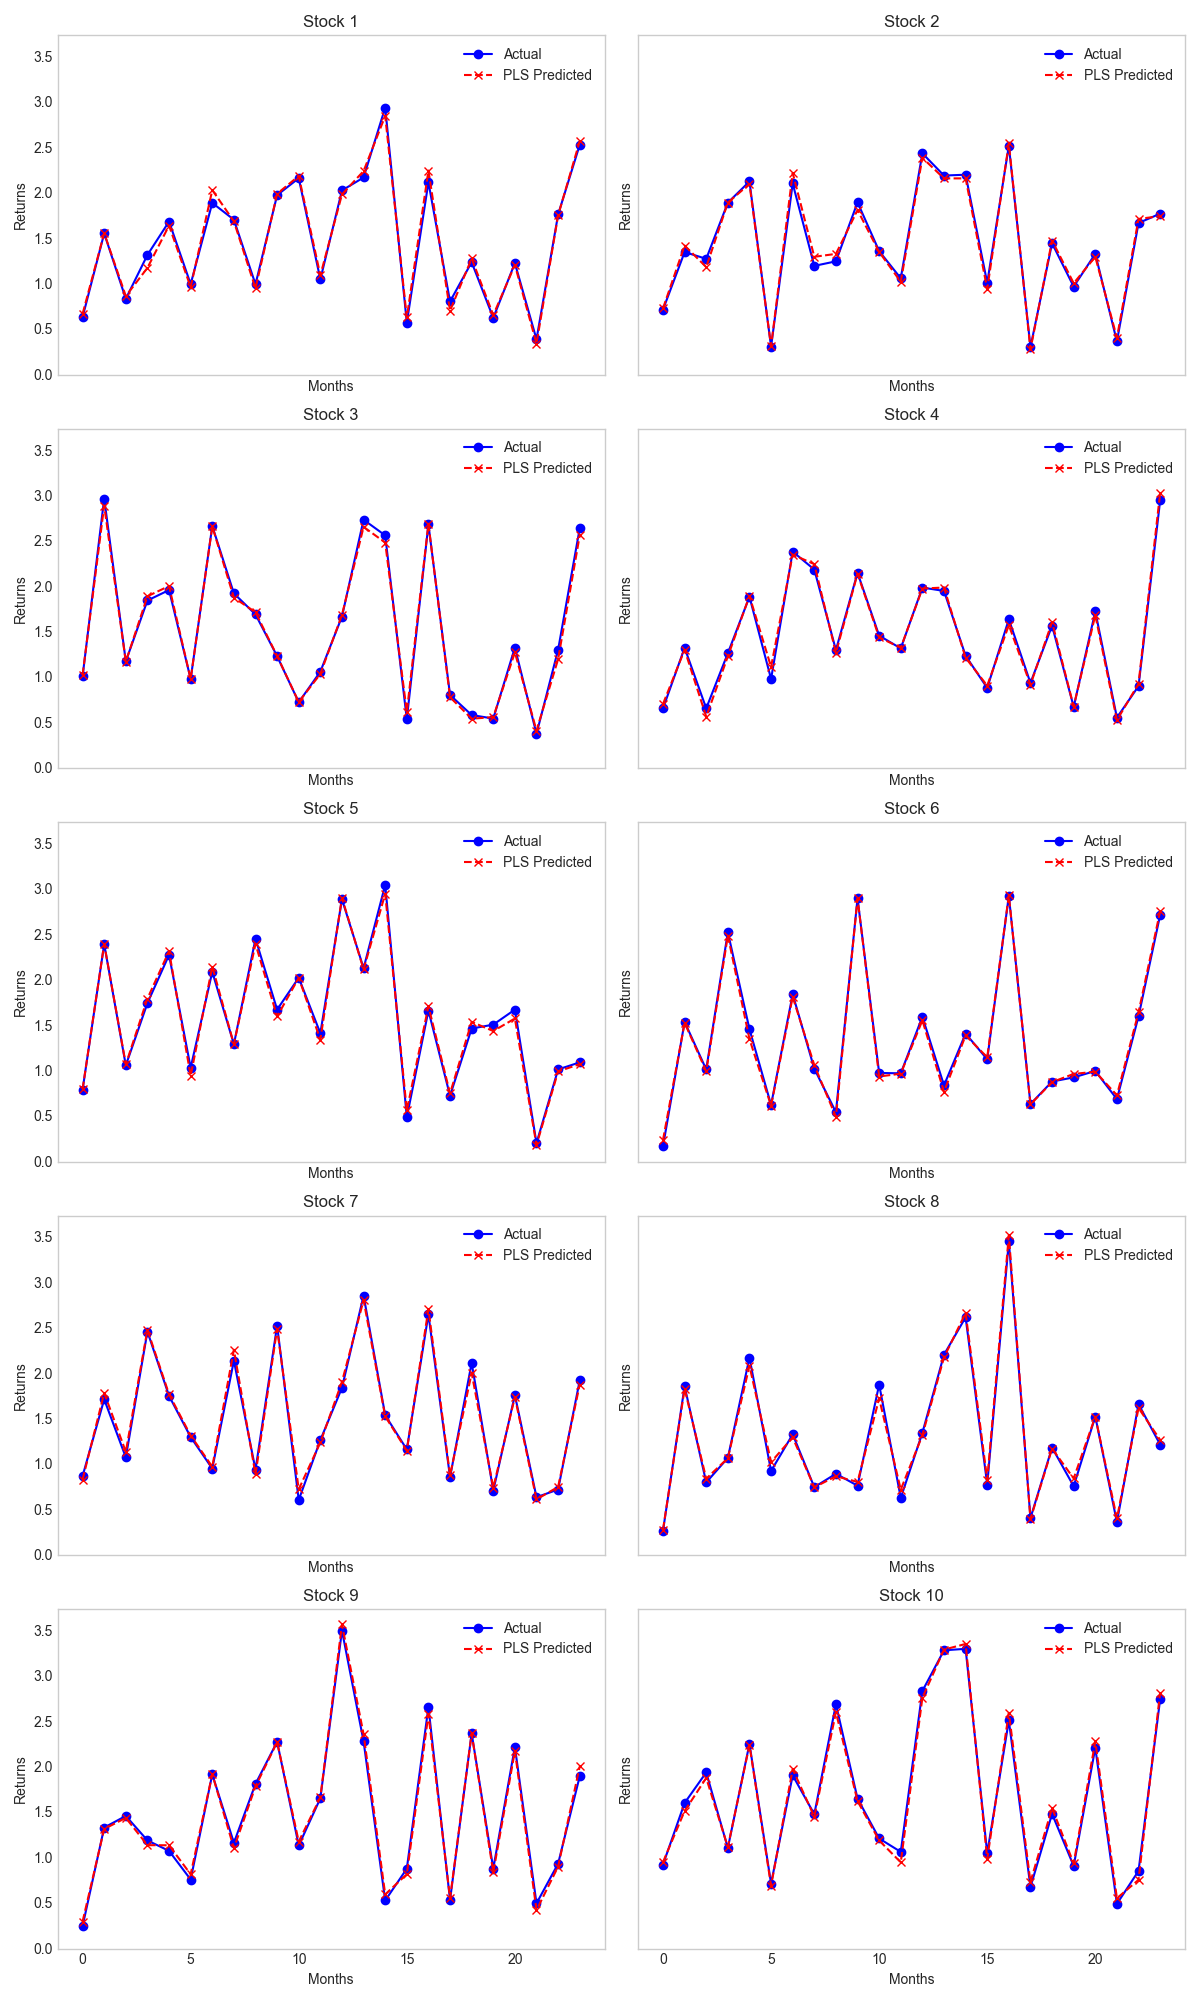 Stock 1
Actual
PLS Predicted
Returns
3.5
3.0
2.5
2.0
1.5
1.0
0.5
0.0
Months
Stock 2
Actual
PLS Predicted
Returns
Months
Stock 3
Actual
PLS Predicted
Returns
3.5
3.0
2.5
2.0
1.5
1.0
0.5
0.0
Months
Stock 4
Actual
PLS Predicted
Returns
Months
Stock 5
Actual
PLS Predicted
Returns
3.5
3.0
2.5
2.0
1.5
1.0
0.5
0.0
Months
Stock 6
Actual
PLS Predicted
Returns
Months
Stock 7
Actual
PLS Predicted
Returns
3.5
3.0
2.5
2.0
1.5
1.0
0.5
0.0
Months
Stock 8
Actual
PLS Predicted
Returns
Months
Stock 9
Actual
PLS Predicted
Returns
3.5
3.0
2.5
2.0
1.5
1.0
0.5
0.0
0 5 10 15 20
Months
Stock 10
Actual
PLS Predicted
Returns
0 5 10 15 20
Months